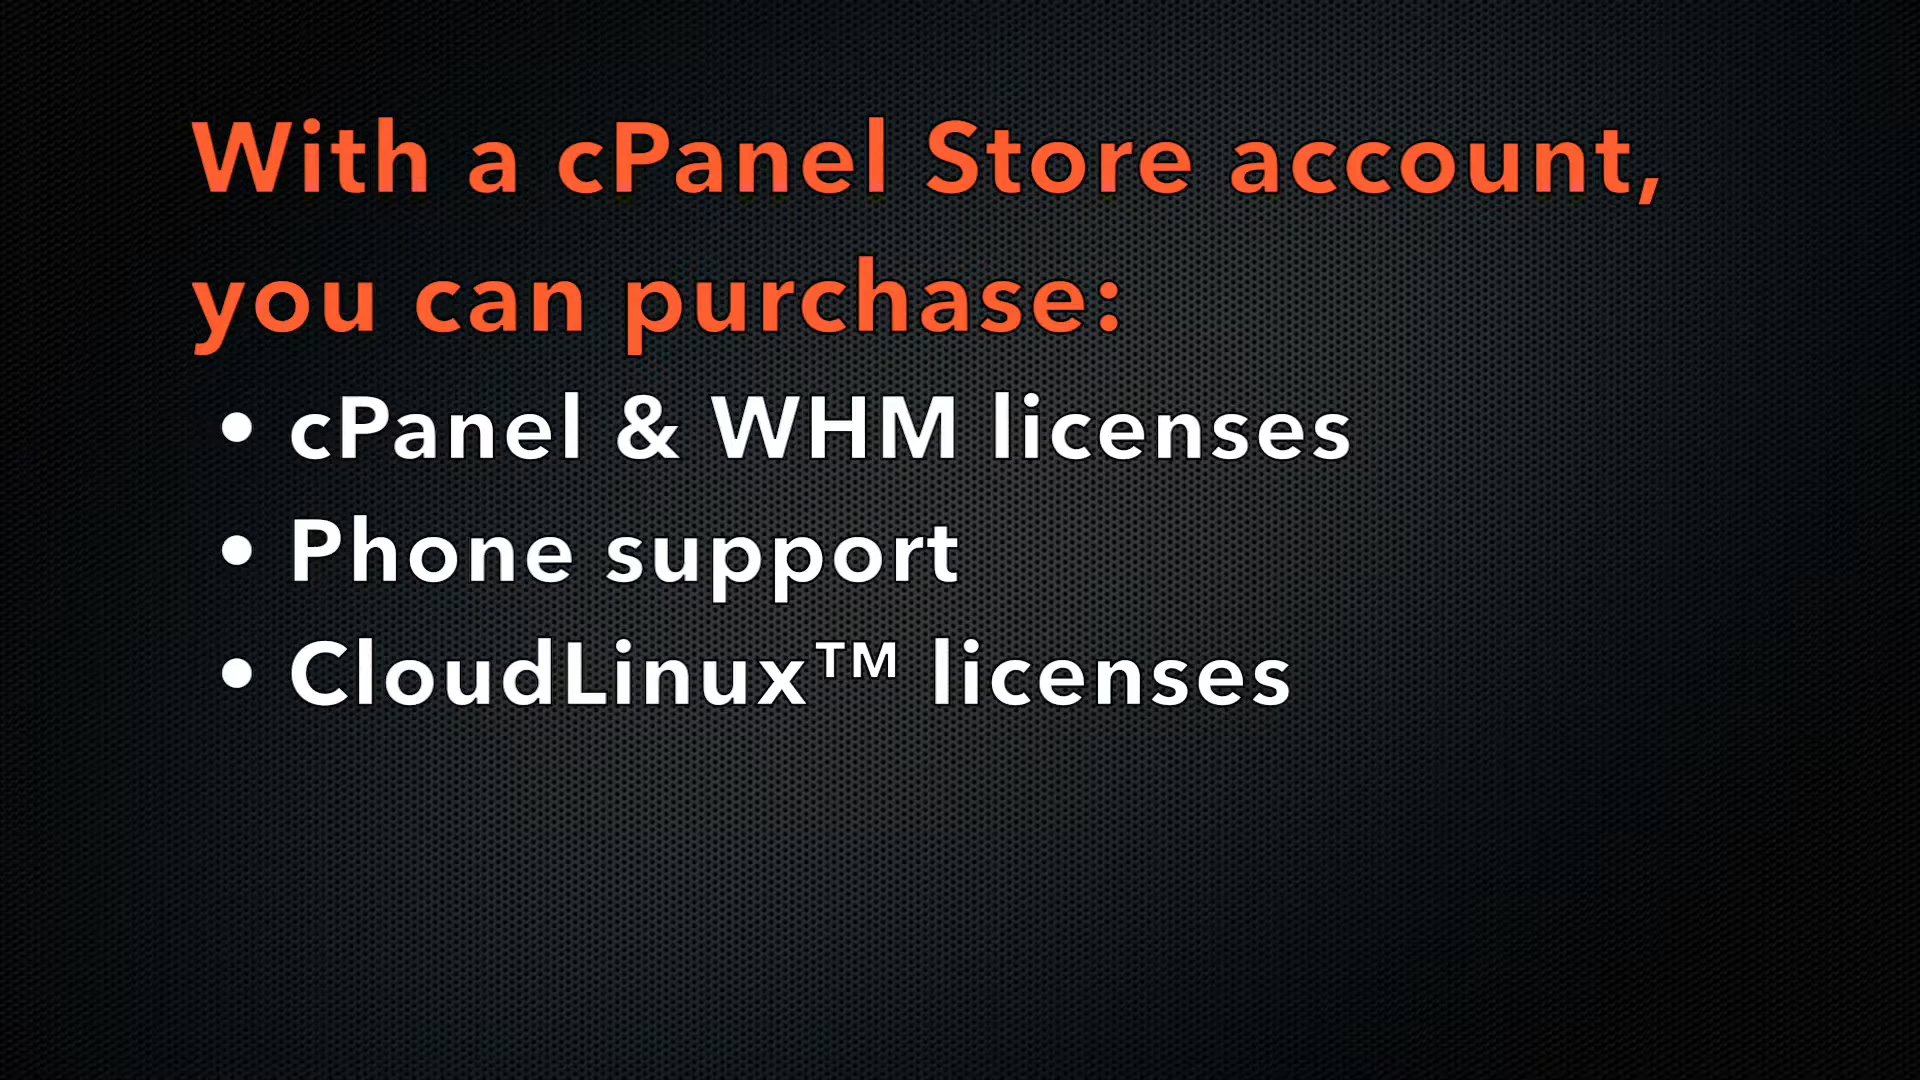 With a cPanel Store account,
you can purchase:
• cPanel & WHM licenses
• Phone support
• CloudLinux™ licenses